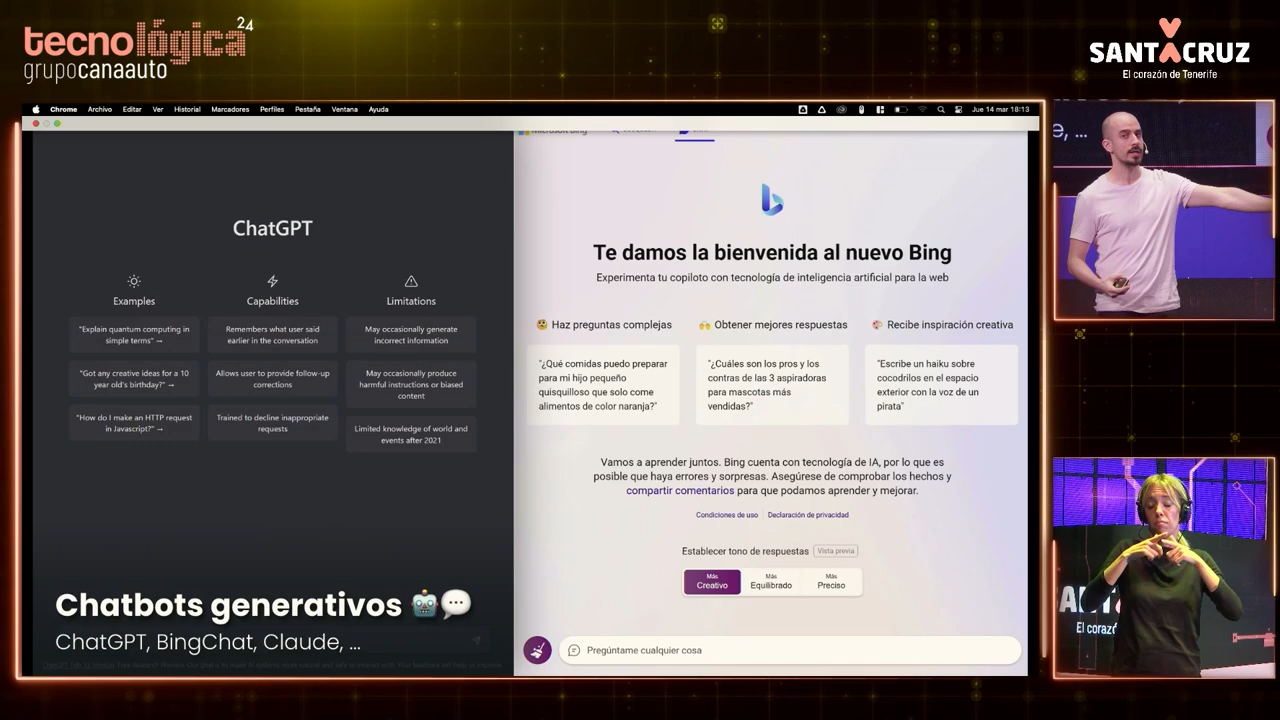 tecnológica
24
grupocanaauto
SANTACRUZ
El corazón de Tenerife
Chrome Archivo Editar Ver Historial Marcadores Perfiles Pestaña Ventana Ayuda
Jue 14 mar 18:13
ChatGPT
Examples
"Explain quantum computing in
simple terms" →
"Got any creative ideas for a 10
year old's birthday?" →
"How do I make an HTTP request
in Javascript?" →
Capabilities
Remembers what user said
earlier in the conversation
Allows user to provide follow-up
corrections
Trained to decline inappropriate
requests
Limitations
May occasionally generate
incorrect information
May occasionally produce
harmful instructions or biased
content
Limited knowledge of world and
events after 2021
Chatbots generativos
ChatGPT, BingChat, Claude, ...
Microsoft Bing
Te damos la bienvenida al nuevo Bing
Experimenta tu copiloto con tecnología de inteligencia artificial para la web
Haz preguntas complejas
"¿Qué comidas puedo preparar
para mi hijo pequeño
quisquilloso que solo come
alimentos de color naranja?"
Obtener mejores respuestas
"¿Cuáles son los pros y los
contras de las 3 aspiradoras
para mascotas más
vendidas?"
Recibe inspiración creativa
"Escribe un haiku sobre
cocodrilos en el espacio
exterior con la voz de un
pirata"
Vamos a aprender juntos. Bing cuenta con tecnología de IA, por lo que es
posible que haya errores y sorpresas. Asegúrese de comprobar los hechos y
compartir comentarios para que podamos aprender y mejorar.
Condiciones de uso Declaración de privacidad
Establecer tono de respuestas Vista previa
Más Creativo
Más Equilibrado
Más Preciso
Pregúntame cualquier cosa
e, ...
SANT
El coraz